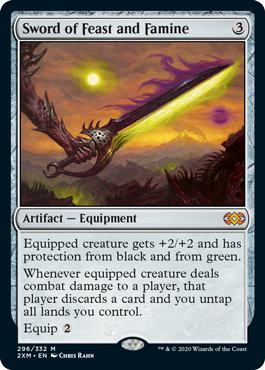 Sword of Feast and Famine 3
Artifact — Equipment
Equipped creature gets +2/+2 and has
protection from black and from green.
Whenever equipped creature deals
combat damage to a player, that
player discards a card and you untap
all lands you control.
Equip 2
296/332 M
2XM • EN Chris Rahn
™ & © 2020 Wizards of the Coast